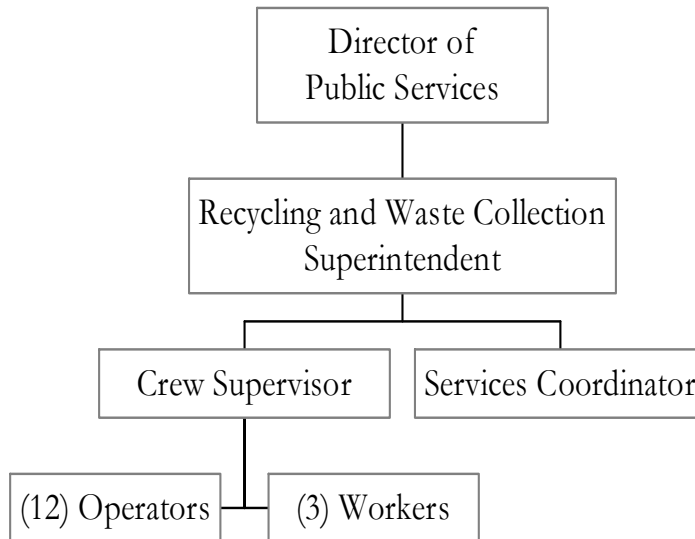 Director of
Public Services
Recycling and Waste Collection
Superintendent
Crew Supervisor
Services Coordinator
(12) Operators
(3) Workers